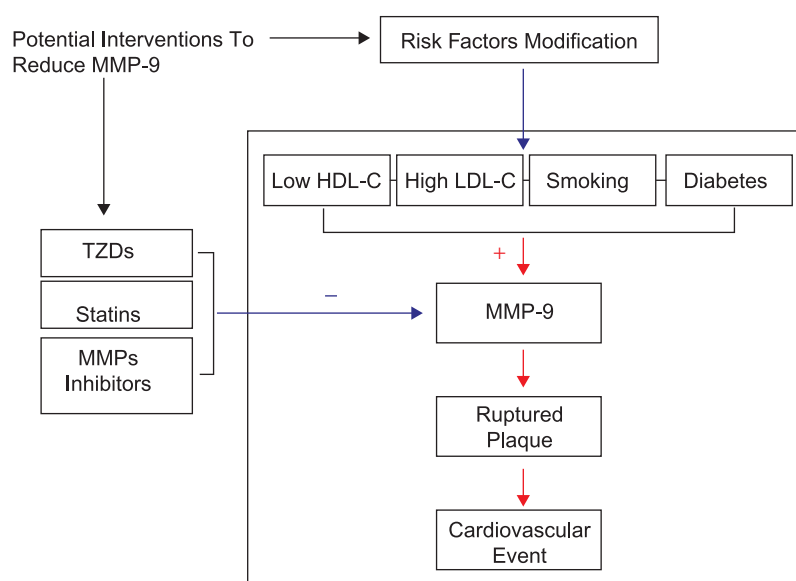 Potential Interventions To
Reduce MMP-9
Risk Factors Modification
Low HDL-C
High LDL-C
Smoking
Diabetes
+
TZDs
Statins
MMPs
Inhibitors
−
MMP-9
Ruptured
Plaque
Cardiovascular
Event